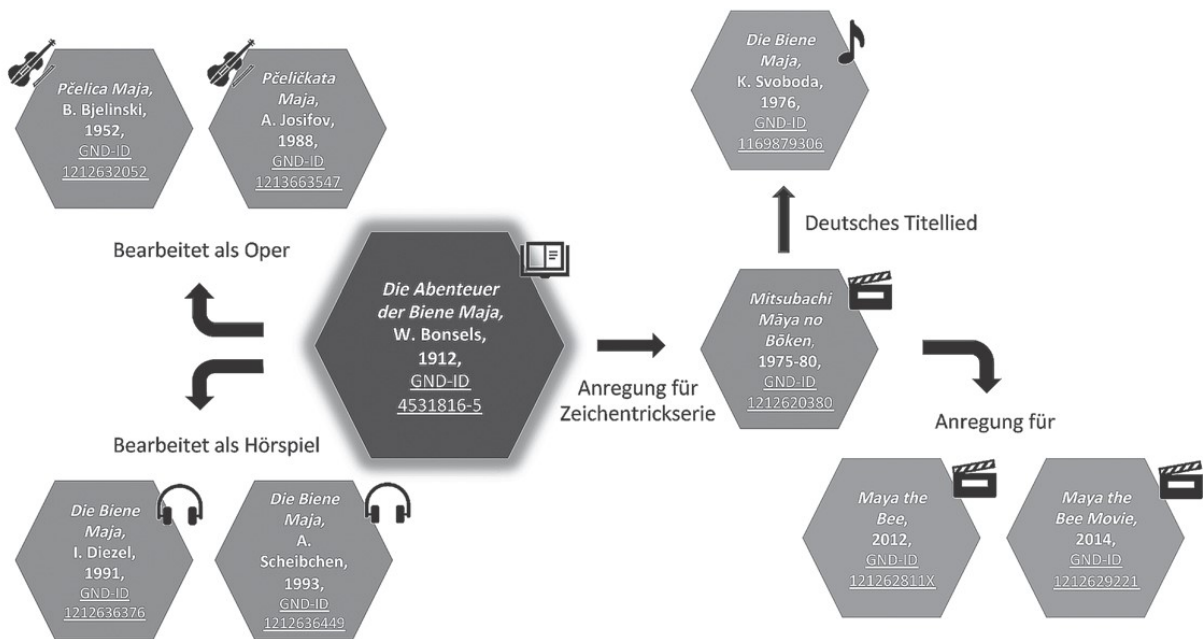 Pčelica Maja,
B. Bjelinski,
1952,
GND-ID
1212632052
Pčeličkata
Maja,
A. Josifov,
1988,
GND-ID
1213663547
Bearbeitet als Oper
Die Abenteuer
der Biene Maja,
W. Bonsels,
1912,
GND-ID
4531816-5
Bearbeitet als Hörspiel
Die Biene
Maja,
I. Diezel,
1991,
GND-ID
1212636376
Die Biene
Maja,
A.
Scheibchen,
1993,
GND-ID
1212636449
Anregung für
Zeichentrickserie
Die Biene
Maja,
K. Svoboda,
1976,
GND-ID
1169879306
Deutsches Titellied
Mitsubachi
Māya no
Bōken,
1975-80,
GND-ID
1212620380
Anregung für
Maya the
Bee,
2012,
GND-ID
121262811X
Maya the
Bee Movie,
2014,
GND-ID
1212629221